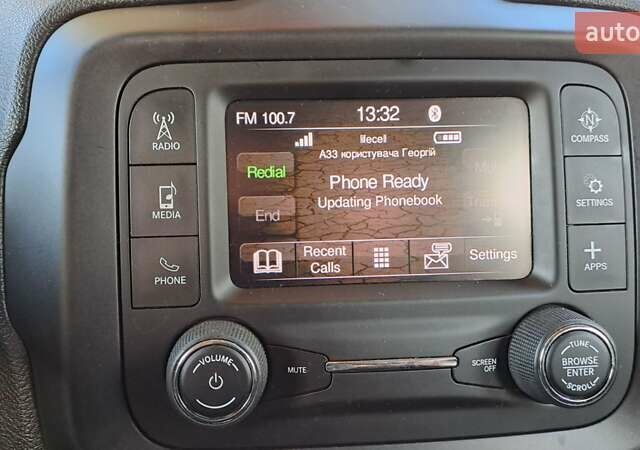 auto
FM 100.7 13:32
lifecell
A33 користувача Георгій
Redial
Phone Ready
Updating Phonebook
End
Recent
Calls
Settings
RADIO
MEDIA
PHONE
N
COMPASS
SETTINGS
APPS
VOLUME
MUTE
SCREEN
OFF
TUNE
BROWSE
ENTER
SCROLL